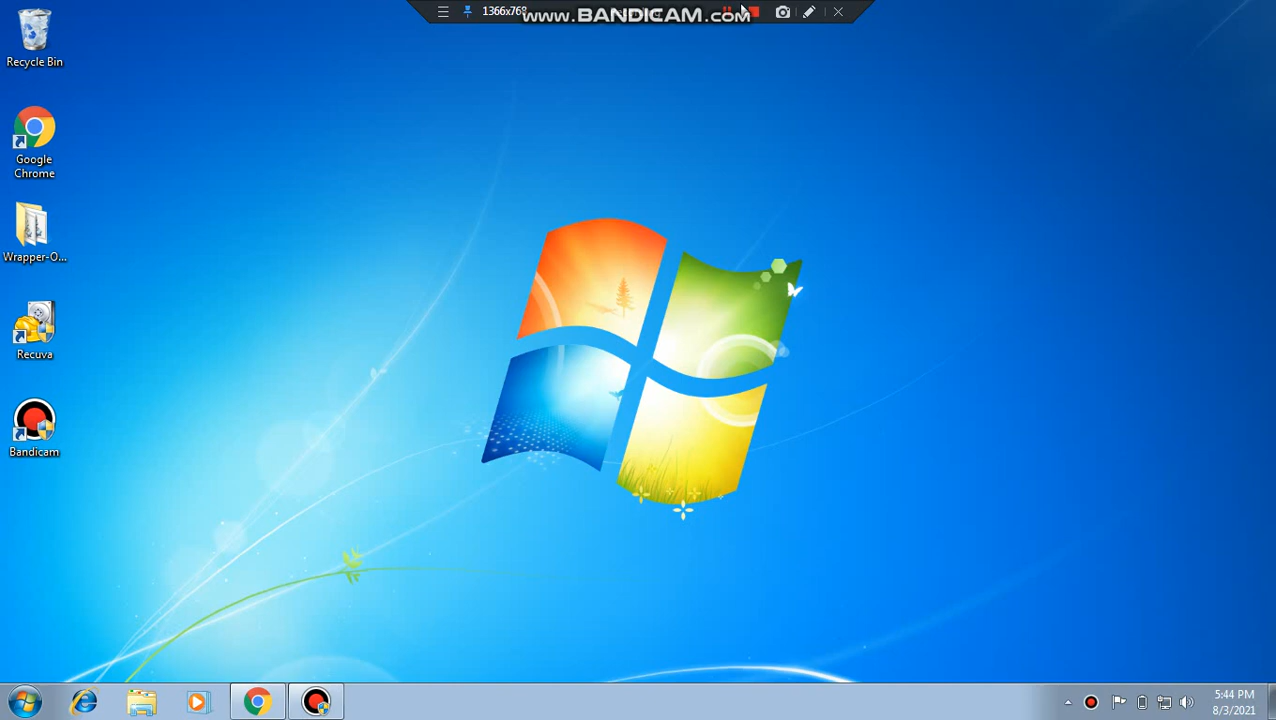 1366x768
www.BANDICAM.com
Recycle Bin
Google
Chrome
Wrapper-O...
Recuva
Bandicam
5:44 PM
8/3/2021